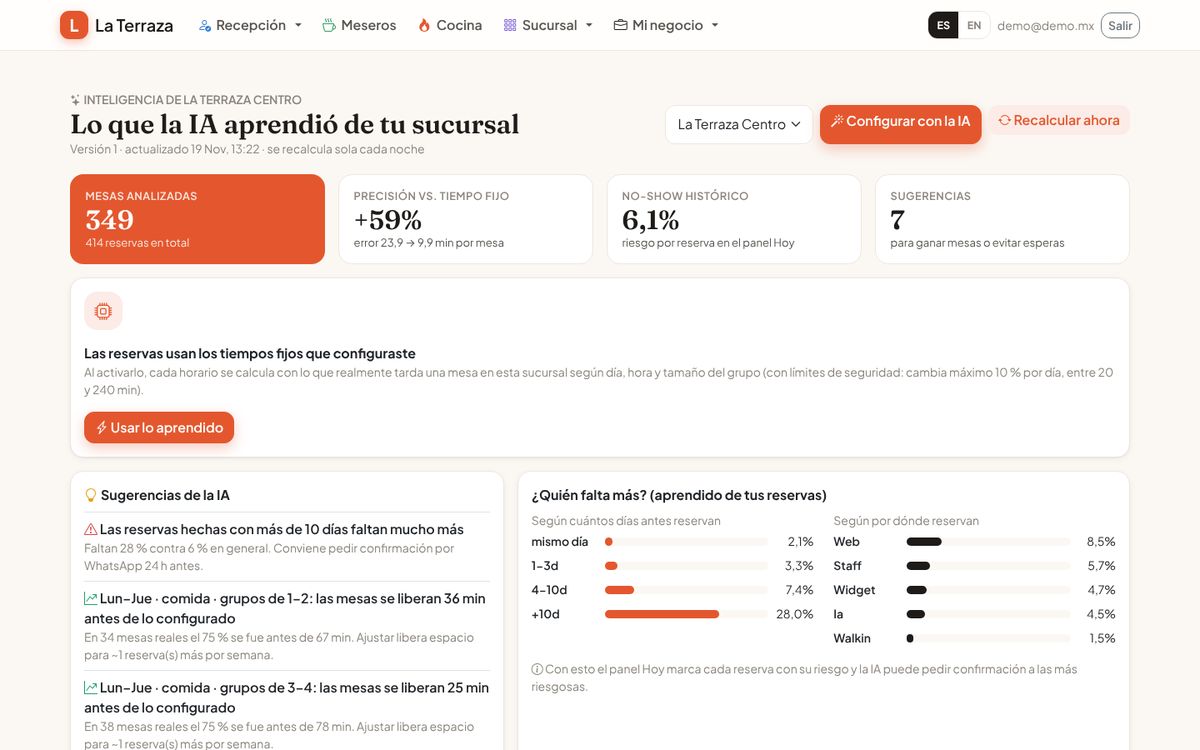 L La Terraza Recepción Meseros Cocina Sucursal Mi negocio ES EN demo@demo.mx Salir
INTELIGENCIA DE LA TERRAZA CENTRO
Lo que la IA aprendió de tu sucursal
Versión 1 · actualizado 19 Nov, 13:22 · se recalcula sola cada noche
La Terraza Centro
Configurar con la IA
Recalcular ahora
MESAS ANALIZADAS
349
414 reservas en total
PRECISIÓN VS. TIEMPO FIJO
+59%
error 23,9 → 9,9 min por mesa
NO-SHOW HISTÓRICO
6,1%
riesgo por reserva en el panel Hoy
SUGERENCIAS
7
para ganar mesas o evitar esperas
Las reservas usan los tiempos fijos que configuraste
Al activarlo, cada horario se calcula con lo que realmente tarda una mesa en esta sucursal según día, hora y tamaño del grupo (con límites de seguridad: cambia máximo 10 % por día, entre 20
y 240 min).
Usar lo aprendido
Sugerencias de la IA
Las reservas hechas con más de 10 días faltan mucho más
Faltan 28 % contra 6 % en general. Conviene pedir confirmación por
WhatsApp 24 h antes.
Lun–Jue · comida · grupos de 1–2: las mesas se liberan 36 min
antes de lo configurado
En 34 mesas reales el 75 % se fue antes de 67 min. Ajustar libera espacio
para ~1 reserva(s) más por semana.
Lun–Jue · comida · grupos de 3–4: las mesas se liberan 25 min
antes de lo configurado
En 38 mesas reales el 75 % se fue antes de 78 min. Ajustar libera espacio
para ~1 reserva(s) más por semana.
¿Quién falta más? (aprendido de tus reservas)
Según cuántos días antes reservan
mismo día 2,1%
1–3d 3,3%
4–10d 7,4%
+10d 28,0%
Según por dónde reservan
Web 8,5%
Staff 5,7%
Widget 4,7%
Ia 4,5%
Walkin 1,5%
Con esto el panel Hoy marca cada reserva con su riesgo y la IA puede pedir confirmación a las más
riesgosas.